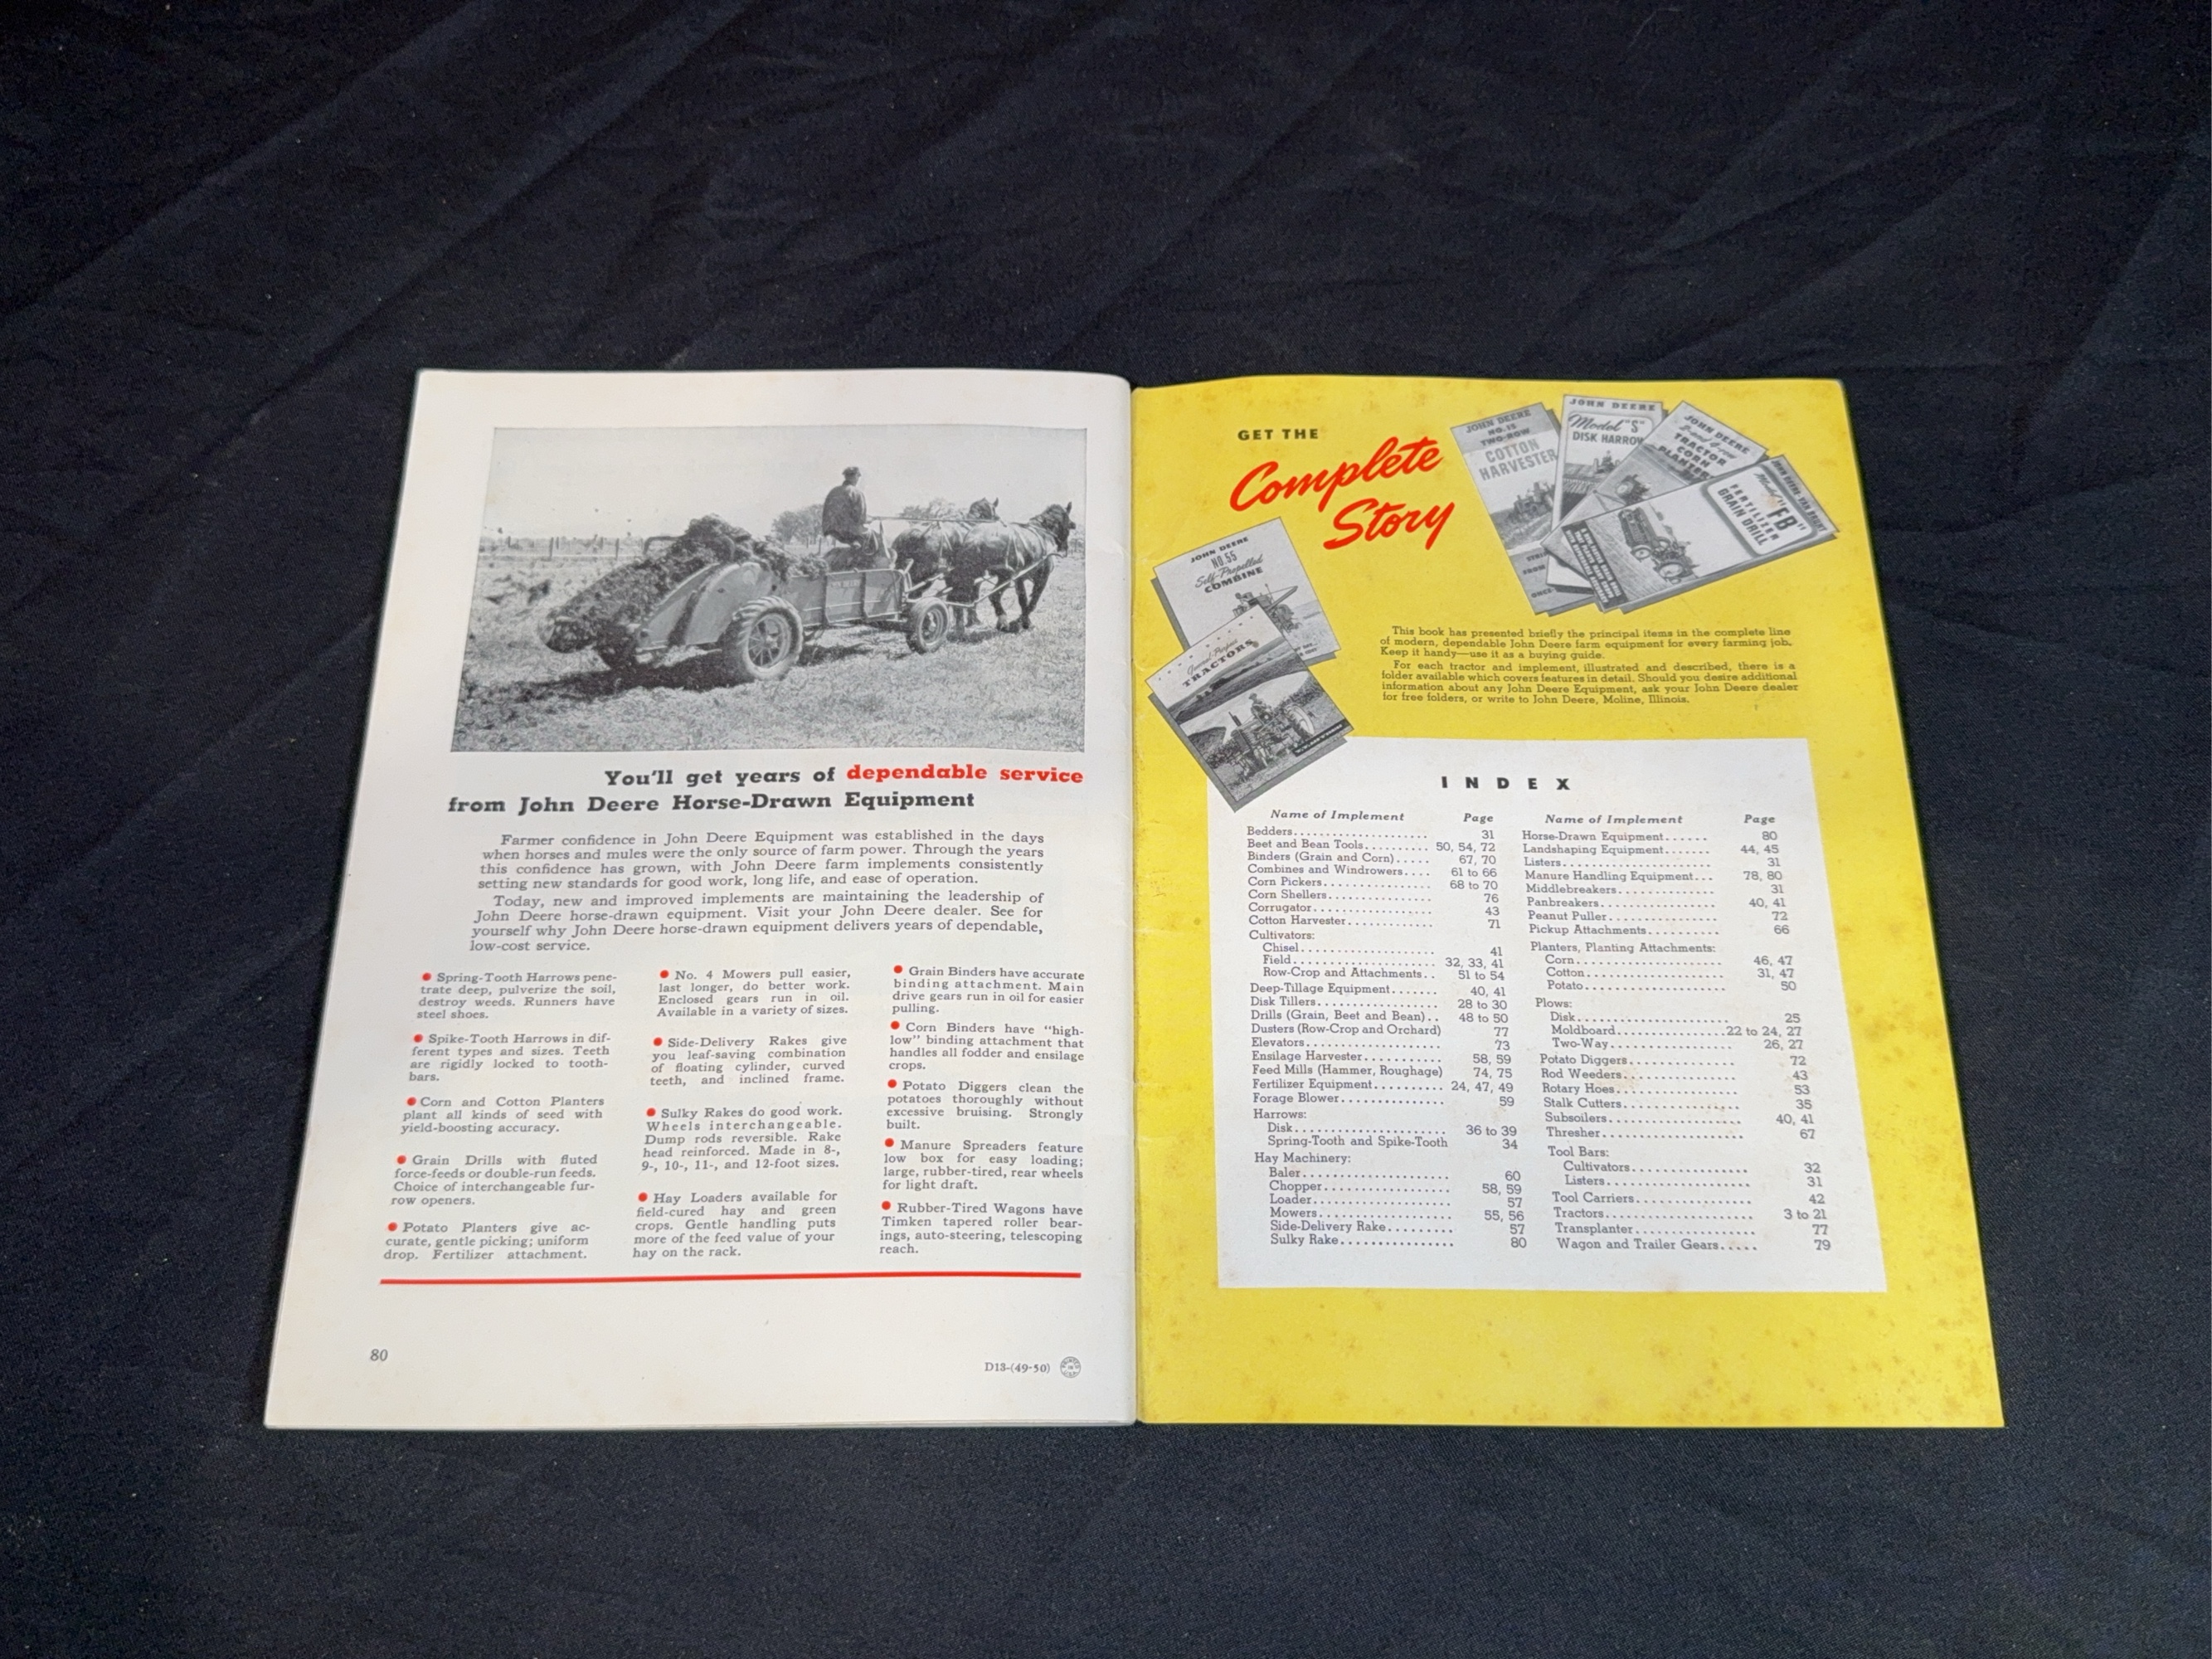 You'll get years of dependable service
from John Deere Horse-Drawn Equipment
Farmer confidence in John Deere Equipment was established in the days
when horses and mules were the only source of farm power. Through the years
this confidence has grown, with John Deere farm implements consistently
setting new standards for good work, long life, and ease of operation.
Today, new and improved implements are maintaining the leadership of
John Deere horse-drawn equipment. Visit your John Deere dealer. See for
yourself why John Deere horse-drawn equipment delivers years of dependable,
low-cost service.
• Spring-Tooth Harrows pene-
trate deep, pulverize the soil,
destroy weeds. Runners have
steel shoes.
• Spike-Tooth Harrows in dif-
ferent types and sizes. Teeth
are rigidly locked to tooth-
bars.
• Corn and Cotton Planters
plant all kinds of seed with
yield-boosting accuracy.
• Grain Drills with fluted
force-feeds or double-run feeds.
Choice of interchangeable fur-
row openers.
• Potato Planters give ac-
curate, gentle picking; uniform
drop. Fertilizer attachment.
• No. 4 Mowers pull easier,
last longer, do better work.
Enclosed gears run in oil.
Available in a variety of sizes.
• Side-Delivery Rakes give
you leaf-saving combination
of floating cylinder, curved
teeth, and inclined frame.
• Sulky Rakes do good work.
Wheels interchangeable.
Dump rods reversible. Rake
head reinforced. Made in 8-,
9-, 10-, 11-, and 12-foot sizes.
• Hay Loaders available for
field-cured hay and green
crops. Gentle handling puts
more of the feed value of your
hay on the rack.
• Grain Binders have accurate
binding attachment. Main
drive gears run in oil for easier
pulling.
• Corn Binders have "high-
low" binding attachment that
handles all fodder and ensilage
crops.
• Potato Diggers clean the
potatoes thoroughly without
excessive bruising. Strongly
built.
• Manure Spreaders feature
low box for easy loading;
large, rubber-tired, rear wheels
for light draft.
• Rubber-Tired Wagons have
Timken tapered roller bear-
ings, auto-steering, telescoping
reach.
80
D13-(49-50)
GET THE
Complete
Story
JOHN DEERE
NO. 15
TWO-ROW
COTTON
HARVESTER
JOHN DEERE
Model "S"
DISK HARROW
JOHN DEERE
TRACTOR
CORN
PLANTER
JOHN DEERE VAN BRUNT
Model "FB"
FERTILIZER
GRAIN DRILL
JOHN DEERE
NO. 55
Self-Propelled
COMBINE
General Purpose
TRACTORS
This book has presented briefly the principal items in the complete line
of modern, dependable John Deere farm equipment for every farming job.
Keep it handy—use it as a buying guide.
For each tractor and implement, illustrated and described, there is a
folder available which covers features in detail. Should you desire additional
information about any John Deere Equipment, ask your John Deere dealer
for free folders, or write to John Deere, Moline, Illinois.
INDEX
Name of Implement Page
Bedders 31
Beet and Bean Tools 50, 54, 72
Binders (Grain and Corn) 67, 70
Combines and Windrowers 61 to 66
Corn Pickers 68 to 70
Corn Shellers 76
Corrugator 43
Cotton Harvester 71
Cultivators:
Chisel 41
Field 32, 33, 41
Row-Crop and Attachments 51 to 54
Deep-Tillage Equipment 40, 41
Disk Tillers 28 to 30
Drills (Grain, Beet and Bean) 48 to 50
Dusters (Row-Crop and Orchard) 77
Elevators 73
Ensilage Harvester 58, 59
Feed Mills (Hammer, Roughage) 74, 75
Fertilizer Equipment 24, 47, 49
Forage Blower 59
Harrows:
Disk 36 to 39
Spring-Tooth and Spike-Tooth 34
Hay Machinery:
Baler 60
Chopper 58, 59
Loader 57
Mowers 55, 56
Side-Delivery Rake 57
Sulky Rake 80
Name of Implement Page
Horse-Drawn Equipment 80
Landshaping Equipment 44, 45
Listers 31
Manure Handling Equipment 78, 80
Middlebreakers 31
Panbreakers 40, 41
Peanut Puller 72
Pickup Attachments 66
Planters, Planting Attachments:
Corn 46, 47
Cotton 31, 47
Potato 50
Plows:
Disk 25
Moldboard 22 to 24, 27
Two-Way 26, 27
Potato Diggers 72
Rod Weeders 43
Rotary Hoes 53
Stalk Cutters 35
Subsoilers 40, 41
Thresher 67
Tool Bars:
Cultivators 32
Listers 31
Tool Carriers 42
Tractors 3 to 21
Transplanter 77
Wagon and Trailer Gears 79